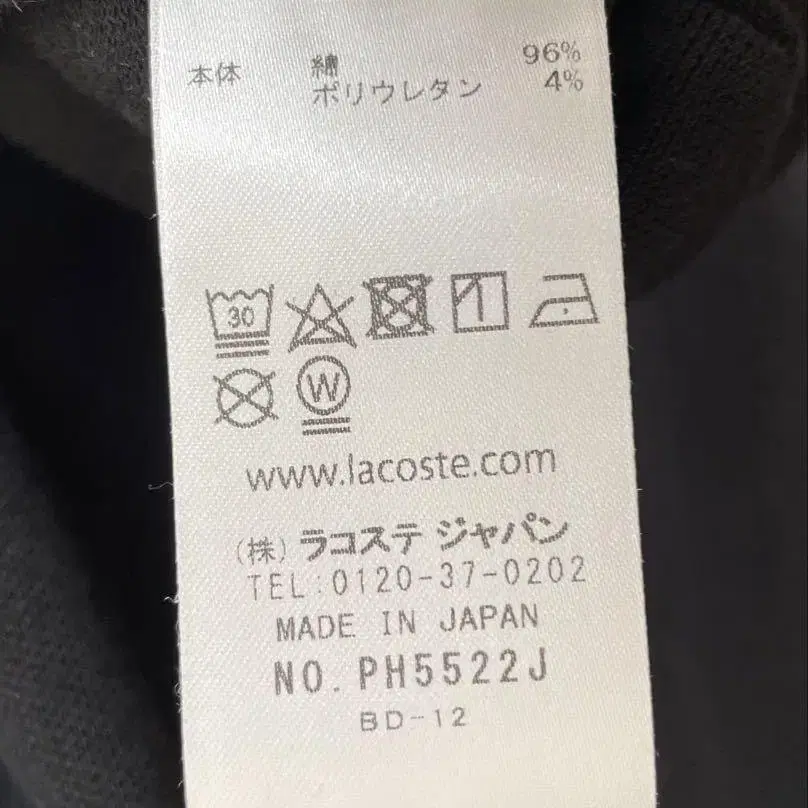 本体 綿 96%
ポリウレタン 4%
30
W
www.lacoste.com
(株) ラコステ ジャパン
TEL:0120-37-0202
MADE IN JAPAN
NO. PH5522J
BD-12